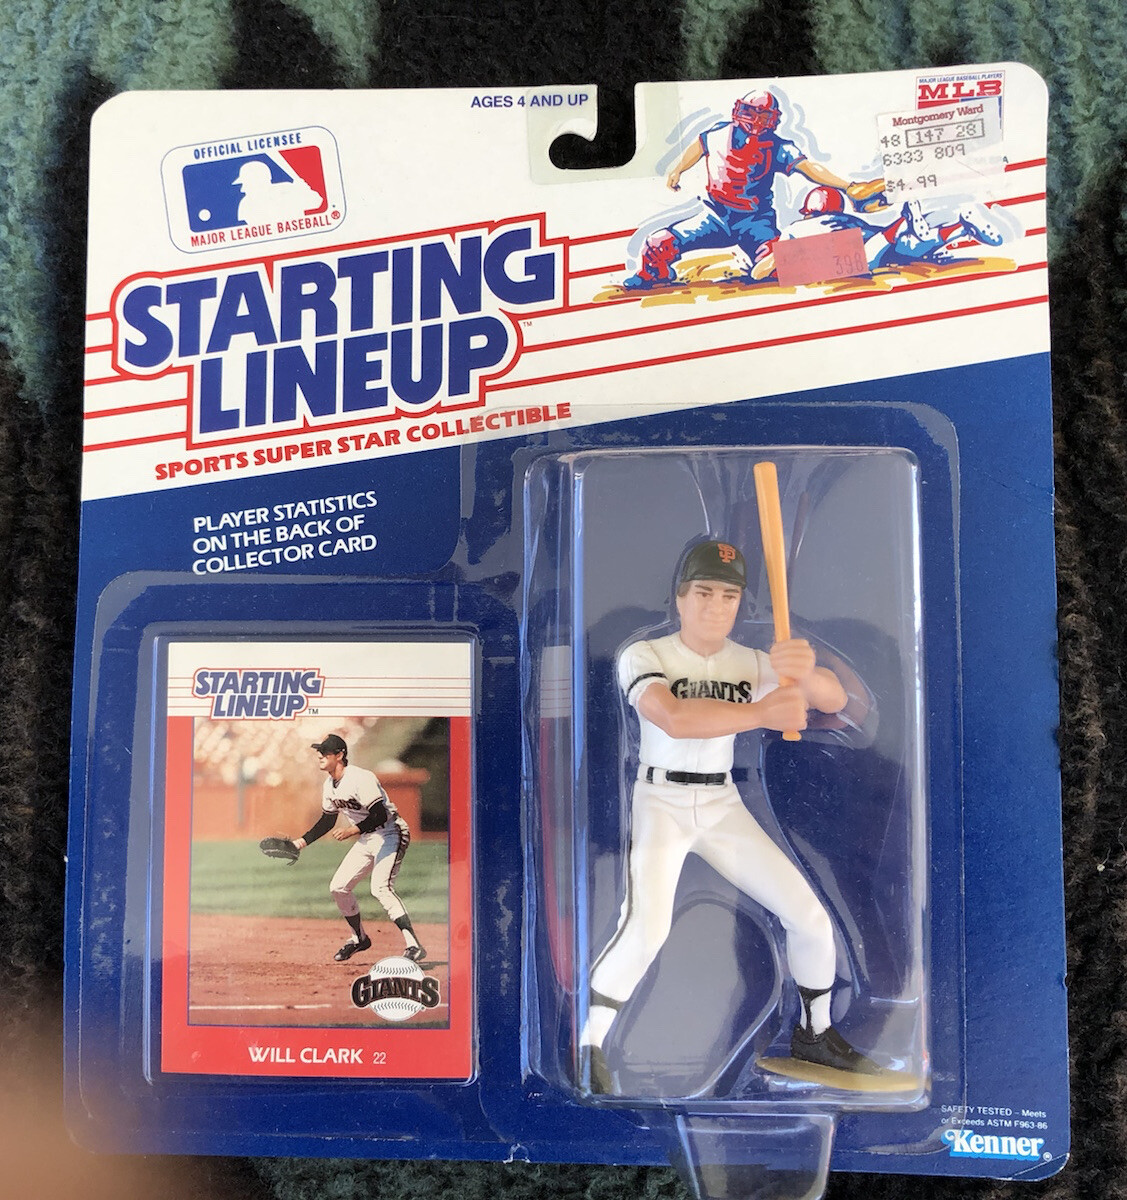 AGES 4 AND UP
MAJOR LEAGUE BASEBALL PLAYERS
MLB
Montgomery Ward
48 147 28
6333 809
$4.99
398
OFFICIAL LICENSEE
MAJOR LEAGUE BASEBALL®
STARTING
LINEUP™
SPORTS SUPER STAR COLLECTIBLE
PLAYER STATISTICS
ON THE BACK OF
COLLECTOR CARD
STARTING
LINEUP™
GIANTS
WILL CLARK 22
SF
GIANTS
SAFETY TESTED – Meets
or Exceeds ASTM F963-86
Kenner®